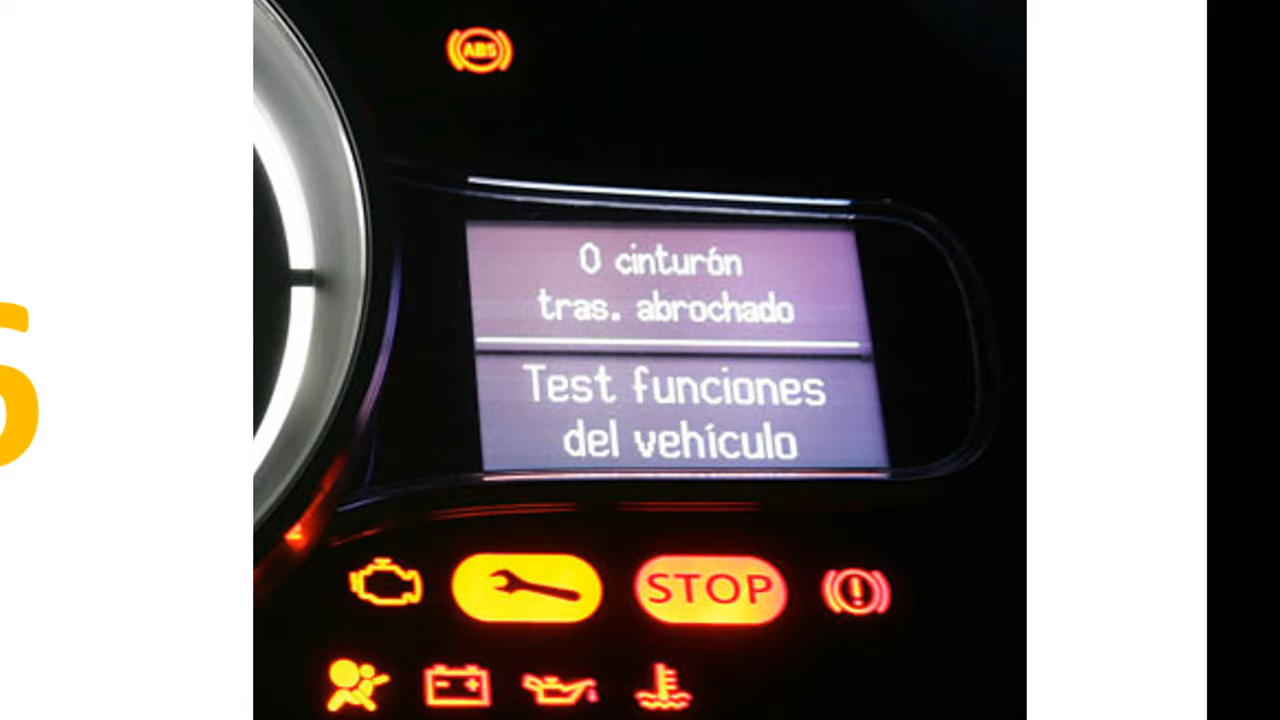 ABS
0 cinturón
tras. abrochado
Test funciones
del vehículo
STOP